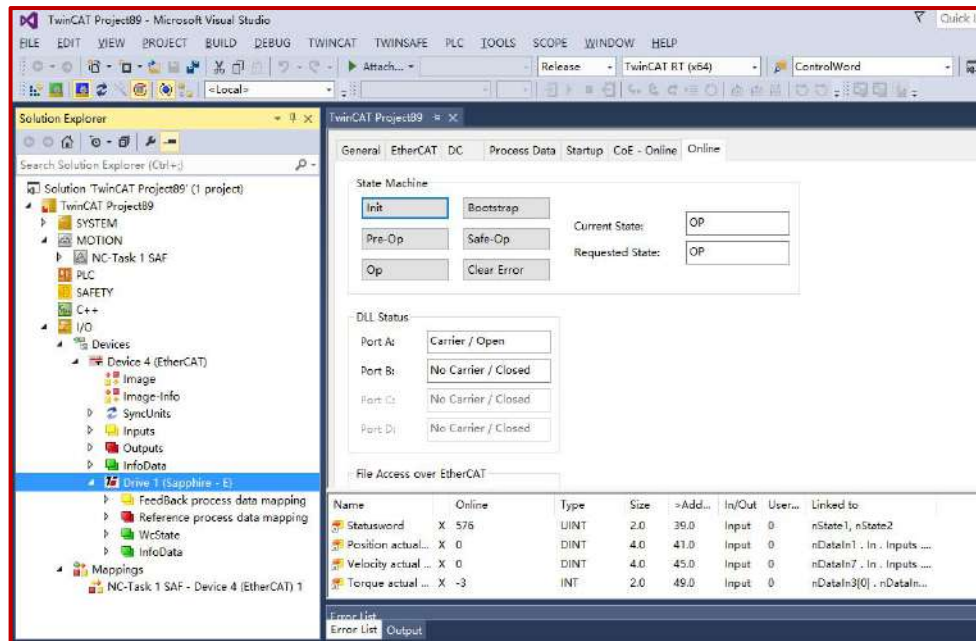 TwinCAT Project89 - Microsoft Visual Studio
Quick L
FILE EDIT VIEW PROJECT BUILD DEBUG TWINCAT TWINSAFE PLC TOOLS SCOPE WINDOW HELP
Attach... Release TwinCAT RT (x64) ControlWord
<Local>
Solution Explorer
Search Solution Explorer (Ctrl+;)
Solution 'TwinCAT Project89' (1 project)
TwinCAT Project89
SYSTEM
MOTION
NC-Task 1 SAF
PLC
SAFETY
C++
I/O
Devices
Device 4 (EtherCAT)
Image
Image-Info
SyncUnits
Inputs
Outputs
InfoData
Drive 1 (Sapphire - E)
FeedBack process data mapping
Reference process data mapping
WcState
InfoData
Mappings
NC-Task 1 SAF - Device 4 (EtherCAT) 1
TwinCAT Project89
General EtherCAT DC Process Data Startup CoE - Online Online
State Machine
Init Bootstrap
Pre-Op Safe-Op
Op Clear Error
Current State: OP
Requested State: OP
DLL Status
Port A: Carrier / Open
Port B: No Carrier / Closed
Port C: No Carrier / Closed
Port D: No Carrier / Closed
File Access over EtherCAT
Name Online Type Size >Add... In/Out User... Linked to
Statusword X 576 UINT 2.0 39.0 Input 0 nState1, nState2
Position actual... X 0 DINT 4.0 41.0 Input 0 nDataIn1 . In . Inputs ....
Velocity actual ... X 0 DINT 4.0 45.0 Input 0 nDataIn7 . In . Inputs ....
Torque actual ... X -3 INT 2.0 49.0 Input 0 nDataIn3[0] . nDataIn...
Error List
Error List Output